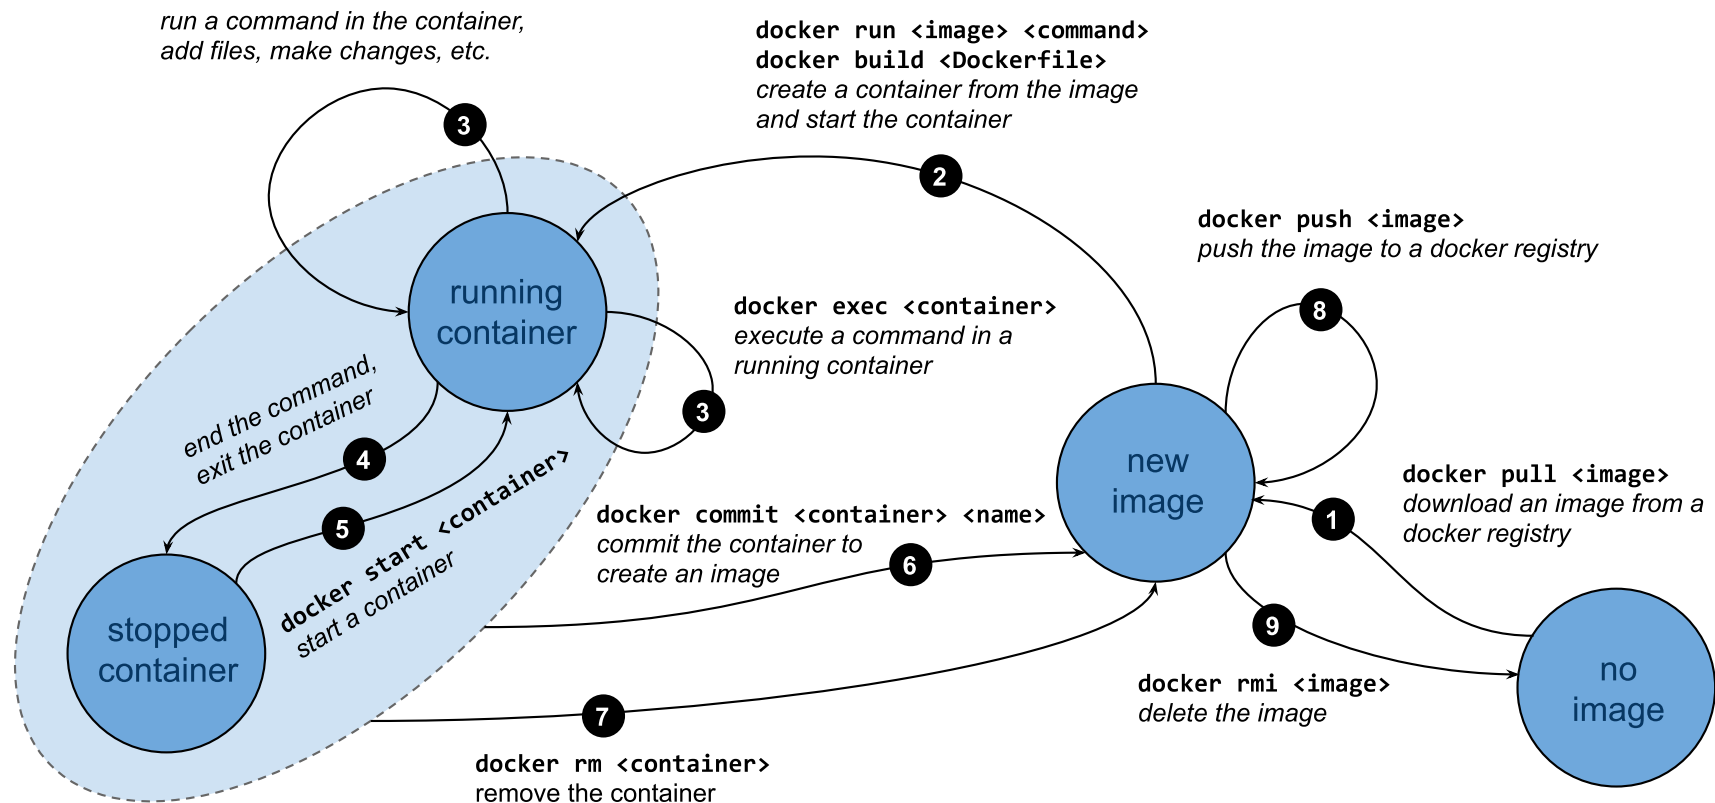 run a command in the container,
add files, make changes, etc.
3
docker run <image> <command>
docker build <Dockerfile>
create a container from the image
and start the container
2
docker push <image>
push the image to a docker registry
8
running
container
docker exec <container>
execute a command in a
running container
3
end the command,
exit the container
4
5
docker start <container>
start a container
stopped
container
new
image
docker pull <image>
download an image from a
docker registry
1
docker commit <container> <name>
commit the container to
create an image
6
9
docker rmi <image>
delete the image
no
image
7
docker rm <container>
remove the container